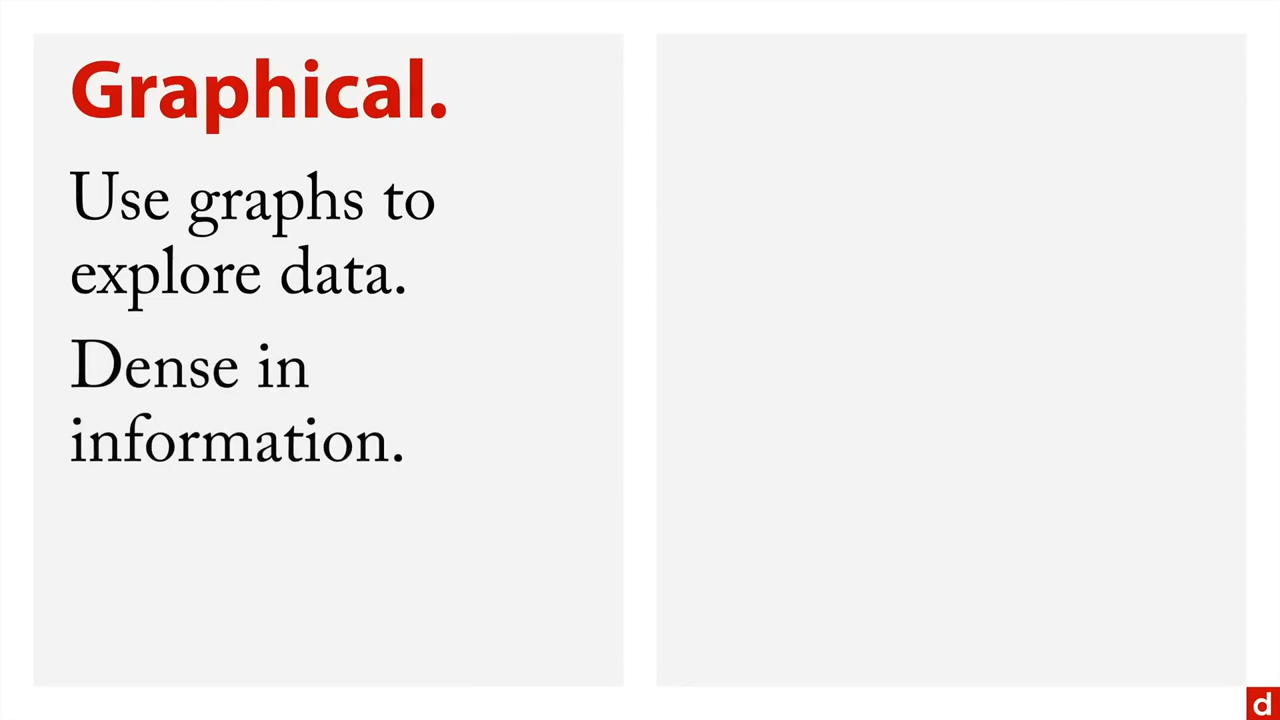 Graphical.
Use graphs to
explore data.
Dense in
information.
d